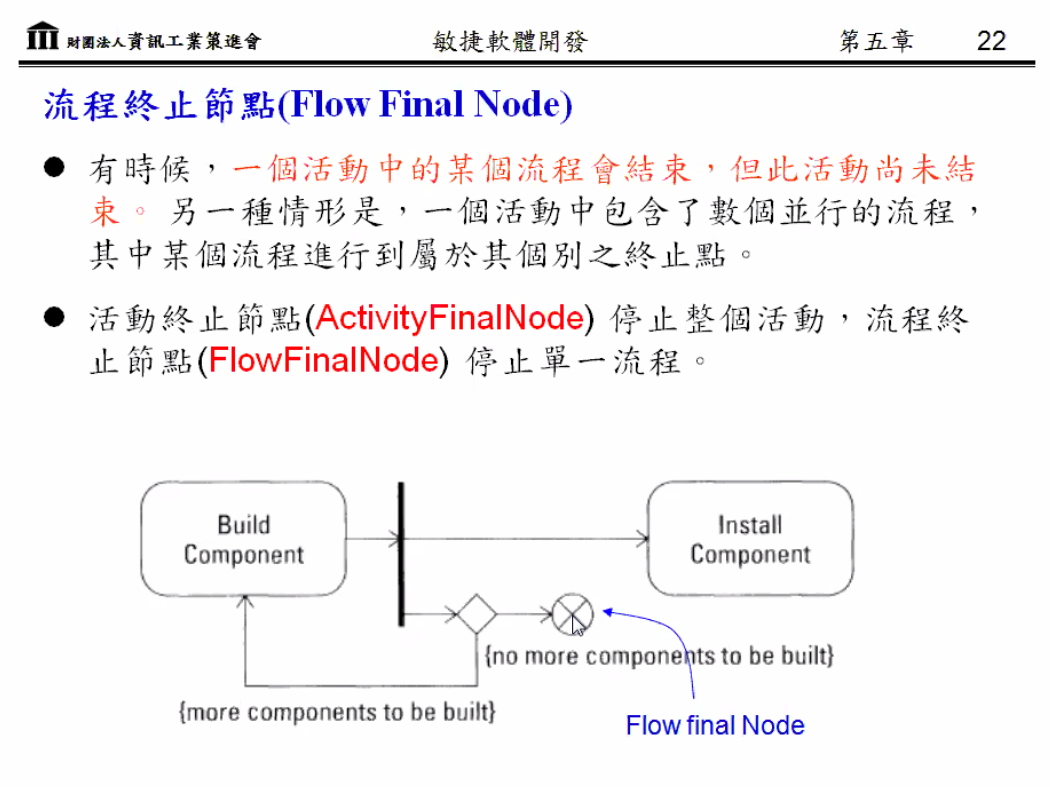 財團法人資訊工業策進會 敏捷軟體開發 第五章 22
流程終止節點(Flow Final Node)
● 有時候，一個活動中的某個流程會結束，但此活動尚未結
束。另一種情形是，一個活動中包含了數個並行的流程，
其中某個流程進行到屬於其個別之終止點。
● 活動終止節點(ActivityFinalNode) 停止整個活動，流程終
止節點(FlowFinalNode) 停止單一流程。
Build
Component
Install
Component
{no more components to be built}
{more components to be built}
Flow final Node